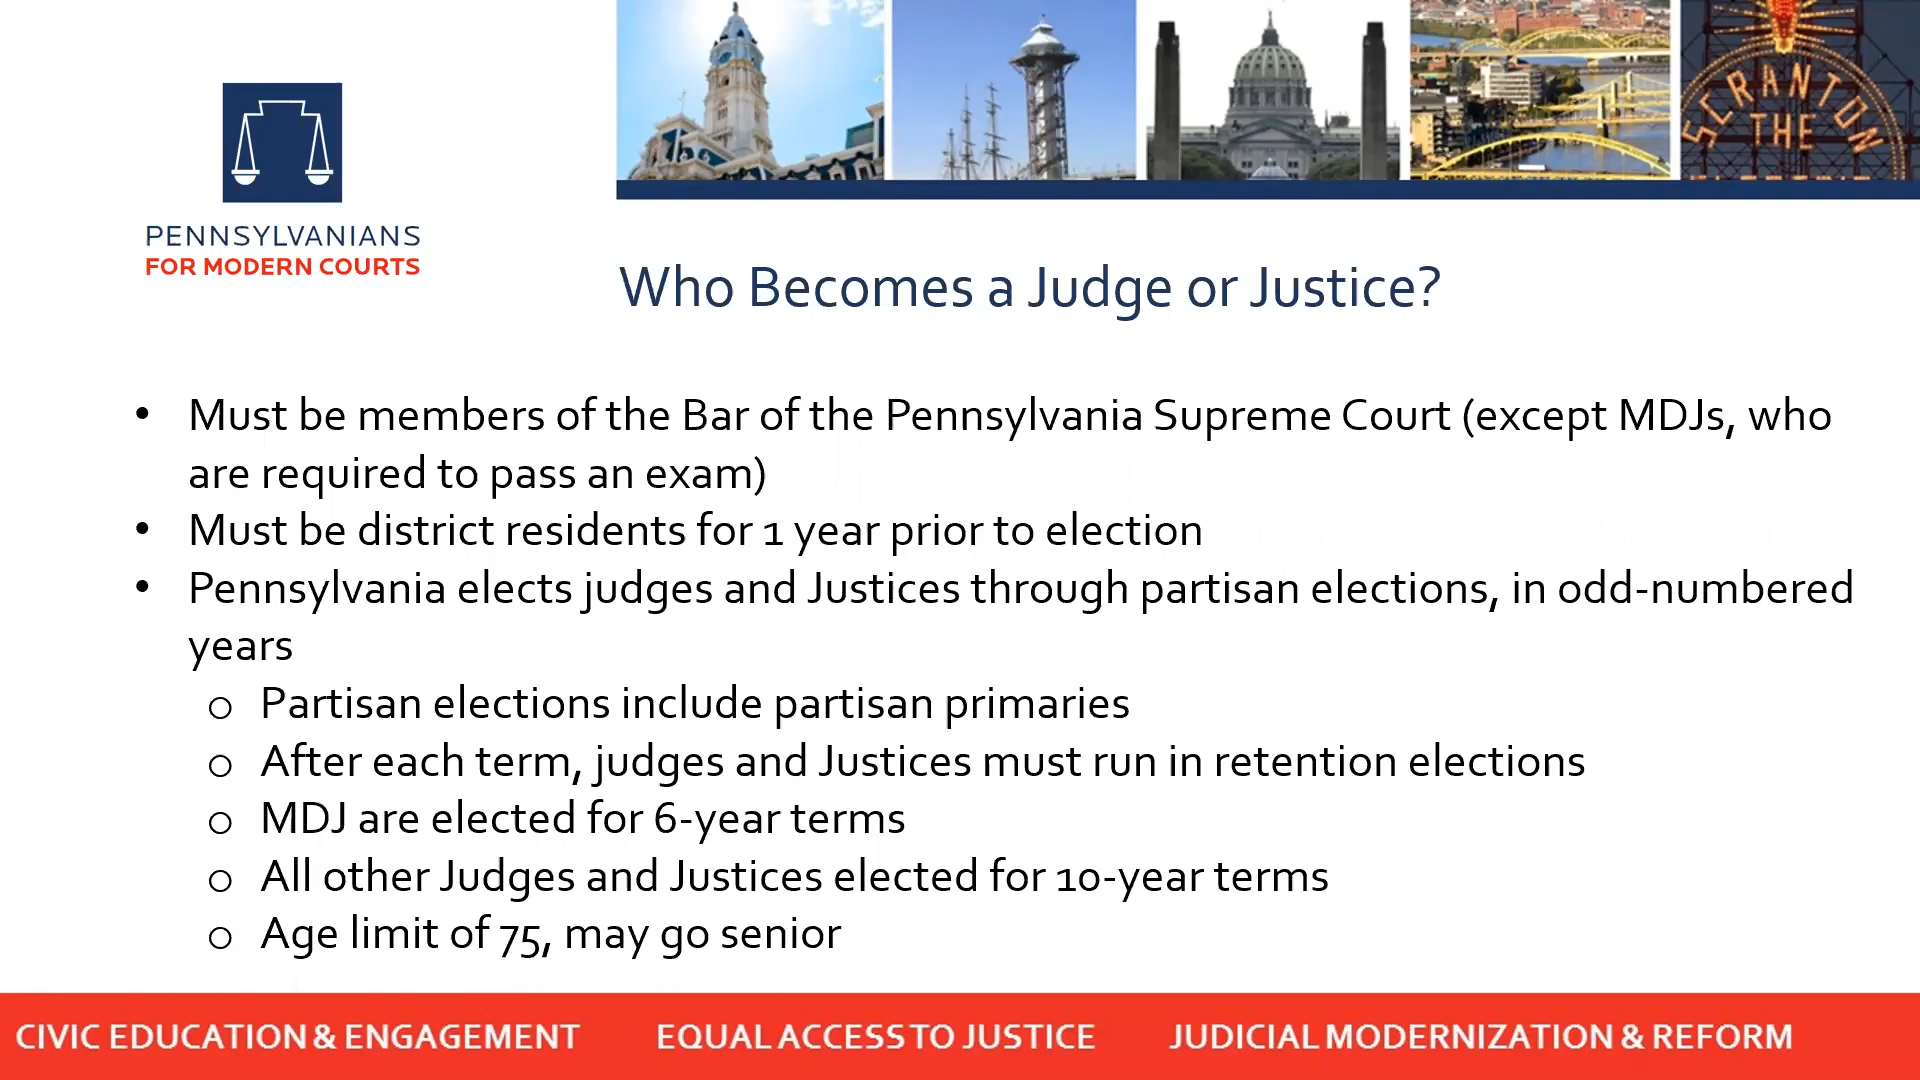 SCRANTON
THE
PENNSYLVANIANS
FOR MODERN COURTS
Who Becomes a Judge or Justice?
• Must be members of the Bar of the Pennsylvania Supreme Court (except MDJs, who
are required to pass an exam)
• Must be district residents for 1 year prior to election
• Pennsylvania elects judges and Justices through partisan elections, in odd-numbered
years
o Partisan elections include partisan primaries
o After each term, judges and Justices must run in retention elections
o MDJ are elected for 6-year terms
o All other Judges and Justices elected for 10-year terms
o Age limit of 75, may go senior
CIVIC EDUCATION & ENGAGEMENT EQUAL ACCESS TO JUSTICE JUDICIAL MODERNIZATION & REFORM